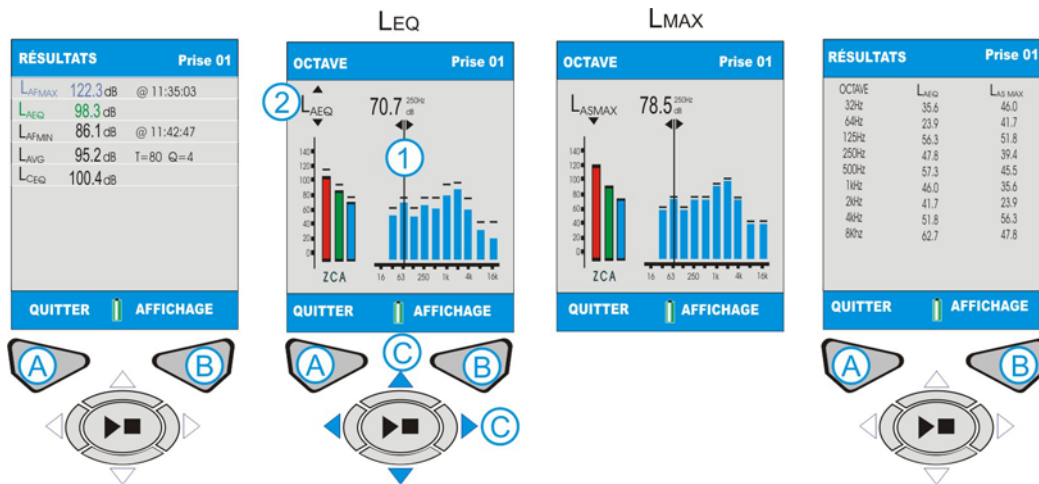 LEQ
LMAX
RÉSULTATS Prise 01
LAFMAX 122.3 dB @ 11:35:03
LAEQ 98.3 dB
LAFMIN 86.1 dB @ 11:42:47
LAVG 95.2 dB T=80 Q=4
LCEQ 100.4 dB
QUITTER AFFICHAGE
A B
OCTAVE Prise 01
2 LAEQ 70.7 250Hz dB
1
140
120
100
80
60
40
20
0
Z C A
16 63 250 1k 4k 16k
QUITTER AFFICHAGE
A C B
C
OCTAVE Prise 01
LASMAX 78.5 250Hz dB
140
120
100
80
60
40
20
0
Z C A
16 63 250 1k 4k 16k
QUITTER AFFICHAGE
RÉSULTATS Prise 01
OCTAVE LAEQ LAS MAX
32Hz 35.6 46.0
64Hz 23.9 41.7
125Hz 56.3 51.8
250Hz 47.8 39.4
500Hz 57.3 45.5
1kHz 46.0 35.6
2kHz 41.7 23.9
4kHz 51.8 56.3
8Khz 62.7 47.8
QUITTER AFFICHAGE
A B